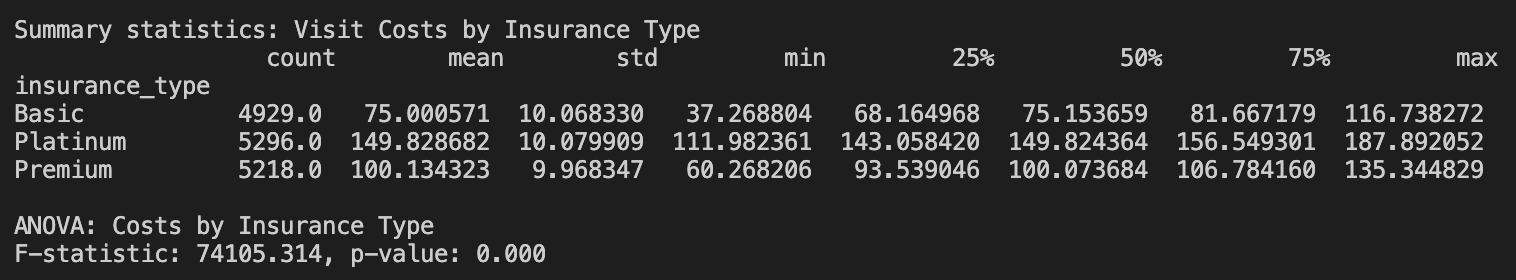 Summary statistics: Visit Costs by Insurance Type
count mean std min 25% 50% 75% max
insurance_type
Basic 4929.0 75.000571 10.068330 37.268804 68.164968 75.153659 81.667179 116.738272
Platinum 5296.0 149.828682 10.079909 111.982361 143.058420 149.824364 156.549301 187.892052
Premium 5218.0 100.134323 9.968347 60.268206 93.539046 100.073684 106.784160 135.344829
ANOVA: Costs by Insurance Type
F-statistic: 74105.314, p-value: 0.000